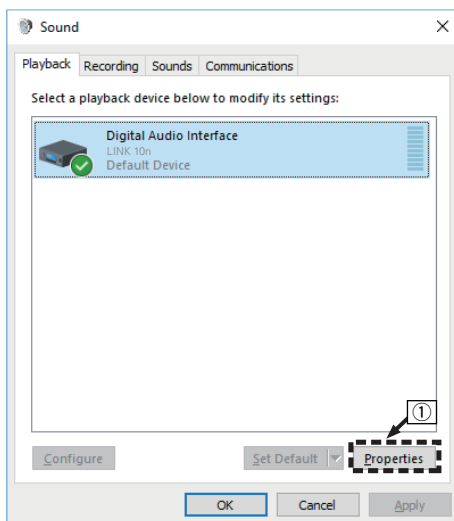 Sound
Playback Recording Sounds Communications
Select a playback device below to modify its settings:
Digital Audio Interface
LINK 10n
Default Device
①
Configure Set Default Properties
OK Cancel Apply